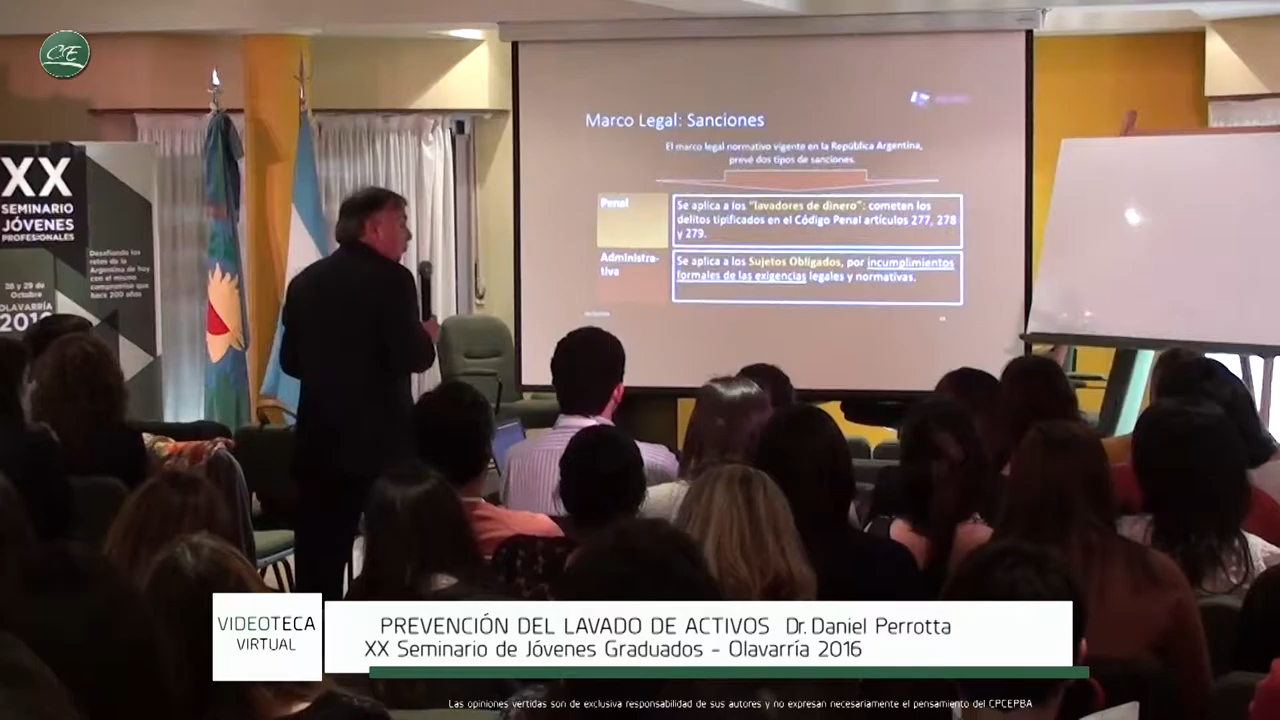 CE
XX
SEMINARIO
JÓVENES
PROFESIONALES
Desafiando los
retos de la
Argentina de hoy
con el mismo
compromiso que
hace 200 años
28 y 29 de
Octubre
OLAVARRÍA
2016
Marco Legal: Sanciones
El marco legal normativo vigente en la República Argentina,
prevé dos tipos de sanciones.
Penal
Se aplica a los "lavadores de dinero": cometen los
delitos tipificados en el Código Penal artículos 277, 278
y 279.
Administra-
tiva
Se aplica a los Sujetos Obligados, por incumplimientos
formales de las exigencias legales y normativas.
VIDEOTECA
VIRTUAL
PREVENCIÓN DEL LAVADO DE ACTIVOS Dr. Daniel Perrotta
XX Seminario de Jóvenes Graduados - Olavarría 2016
Las opiniones vertidas son de exclusiva responsabilidad de sus autores y no expresan necesariamente el pensamiento del CPCEPBA